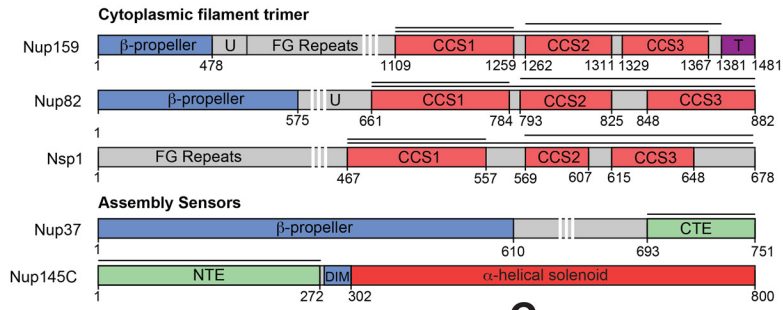 Cytoplasmic filament trimer
Nup159 β-propeller U FG Repeats CCS1 CCS2 CCS3 T
1 478 1109 1259 1262 1311 1329 1367 1381 1481
Nup82 β-propeller U CCS1 CCS2 CCS3
1 575 661 784 793 825 848 882
Nsp1 FG Repeats CCS1 CCS2 CCS3
1 467 557 569 607 615 648 678
Assembly Sensors
Nup37 β-propeller CTE
1 610 693 751
Nup145C NTE DIM α-helical solenoid
1 272 302 800